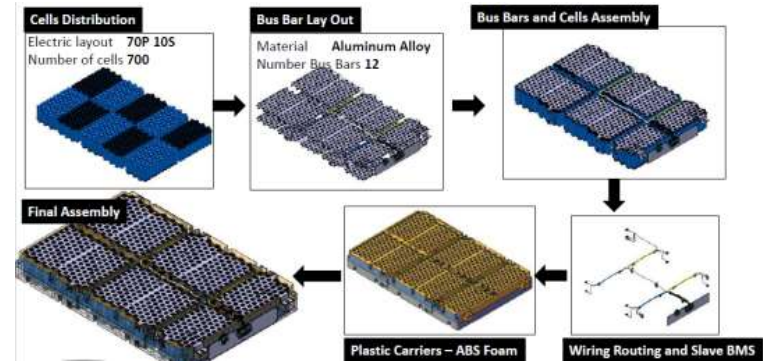 Cells Distribution
Electric layout 70P 10S
Number of cells 700
Bus Bar Lay Out
Material Aluminum Alloy
Number Bus Bars 12
Bus Bars and Cells Assembly
Final Assembly
Plastic Carriers – ABS Foam
Wiring Routing and Slave BMS